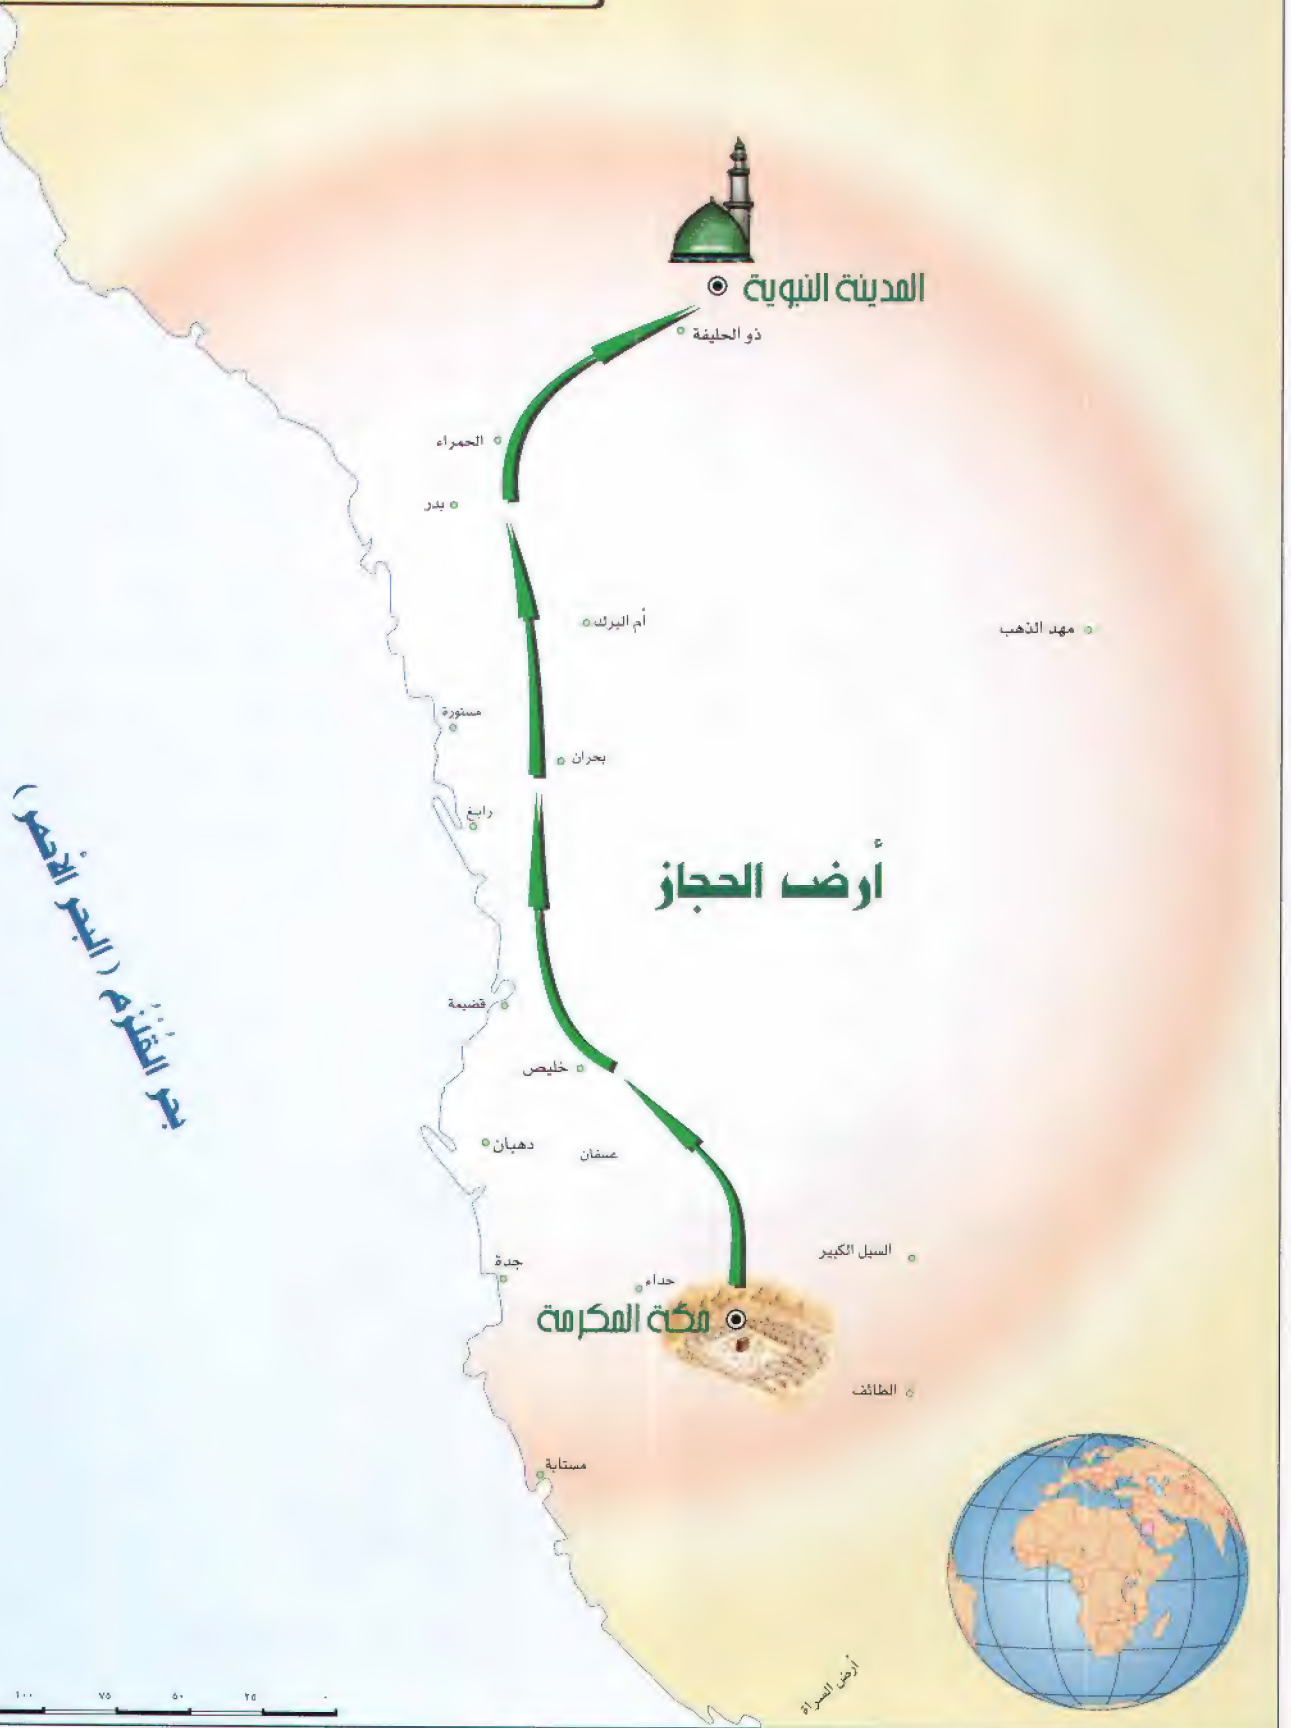 المدينة النبوية
ذو الحليفة
الحمراء
بدر
أم البرك
مهد الذهب
مستورة
بحران
رابغ
أرض الحجاز
بحر القُلْزُم ( البحر الأحمر )
قضيمة
خليص
دهبان
عسفان
السيل الكبير
جدة
حداء
مكة المكرمة
الطائف
مستابة
أرض السراة
١٠٠ ٧٥ ٥٠ ٢٥ ٠